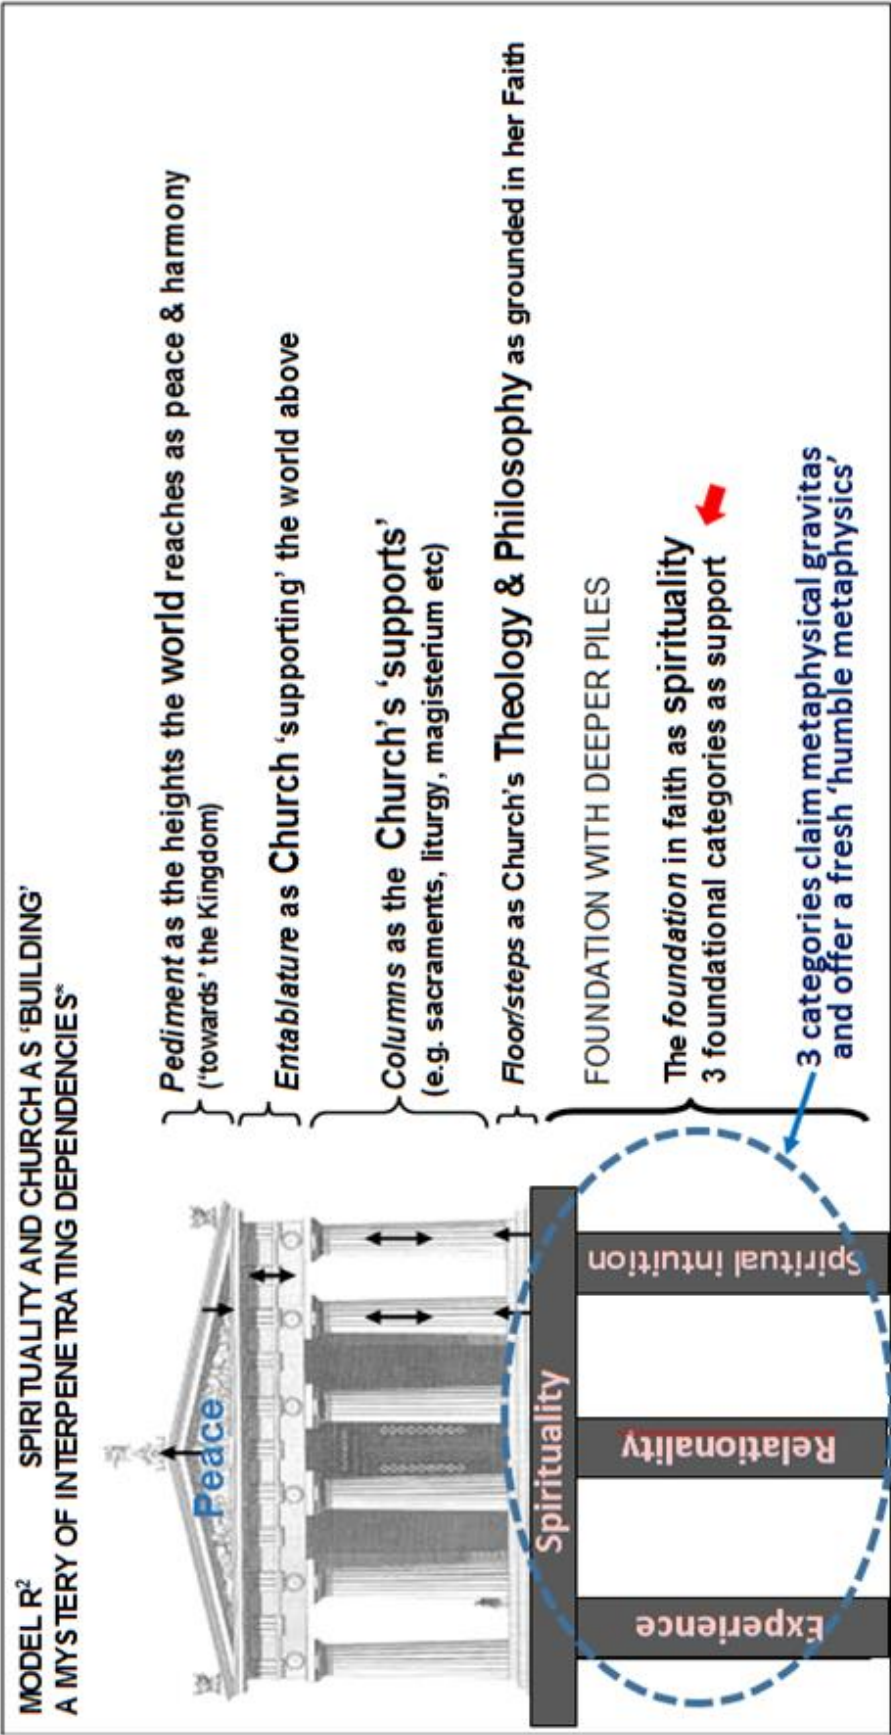 MODEL R² SPIRITUALITY AND CHURCH AS 'BUILDING'
A MYSTERY OF INTERPENETRATING DEPENDENCIES*
Pediment as the heights the world reaches as peace & harmony
('towards' the Kingdom)
Entablature as Church 'supporting' the world above
Columns as the Church's 'supports'
(e.g. sacraments, liturgy, magisterium etc)
Floor/steps as Church's Theology & Philosophy as grounded in her Faith
FOUNDATION WITH DEEPER PILES
The foundation in faith as spirituality
3 foundational categories as support
3 categories claim metaphysical gravitas
and offer a fresh 'humble metaphysics'
Peace
Spirituality
Experience
Relationality
Spiritual intuition